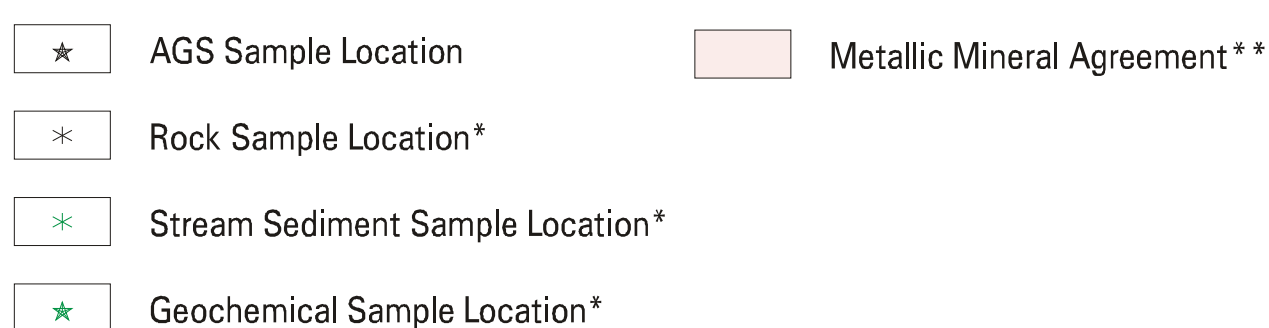 AGS Sample Location
Metallic Mineral Agreement**
Rock Sample Location*
Stream Sediment Sample Location*
Geochemical Sample Location*